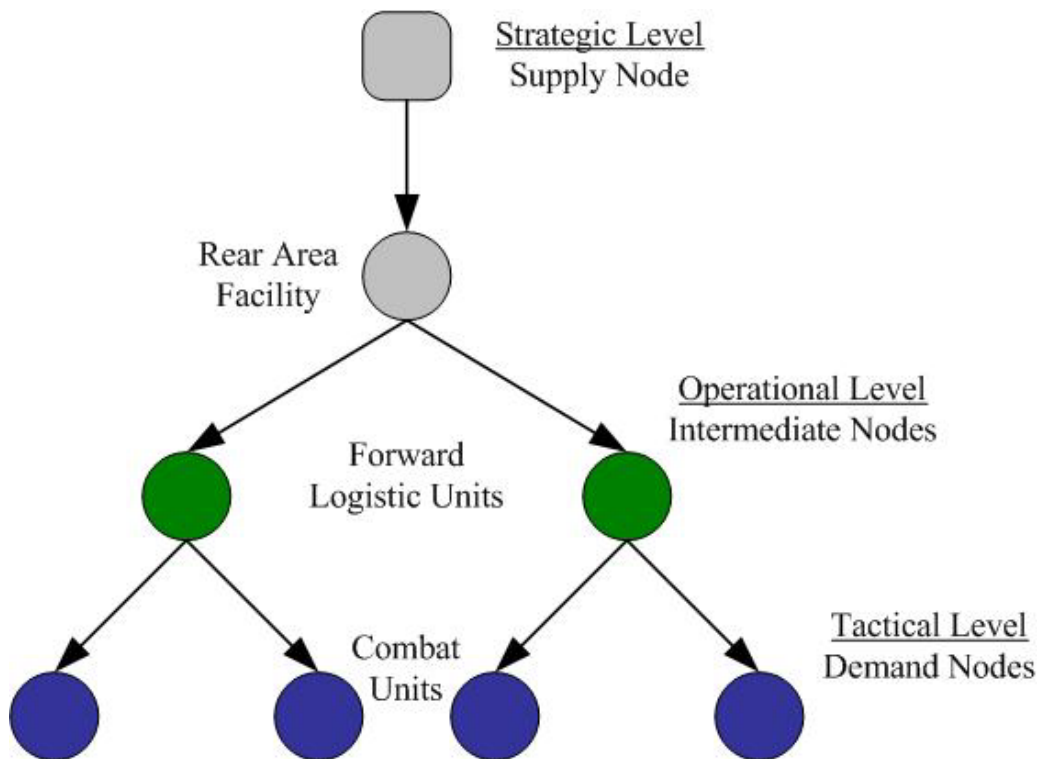 Strategic Level
Supply Node
Rear Area
Facility
Operational Level
Intermediate Nodes
Forward
Logistic Units
Tactical Level
Demand Nodes
Combat
Units